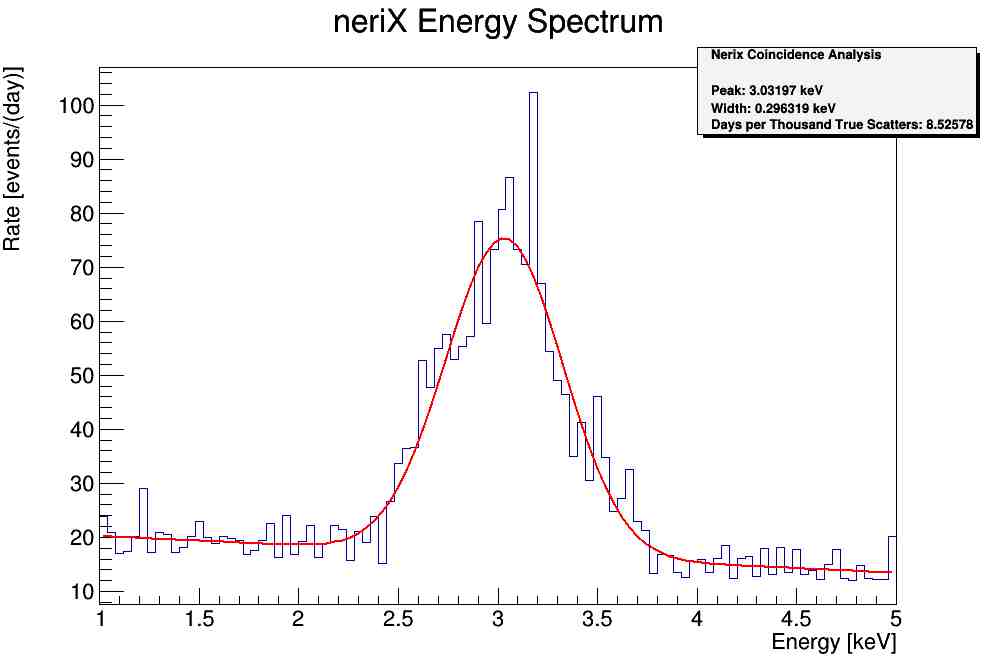 neriX Energy Spectrum
Nerix Coincidence Analysis
Peak: 3.03197 keV
Width: 0.296319 keV
Days per Thousand True Scatters: 8.52578
Rate [events/(day)]
100
90
80
70
60
50
40
30
20
10
1 1.5 2 2.5 3 3.5 4 4.5 5
Energy [keV]